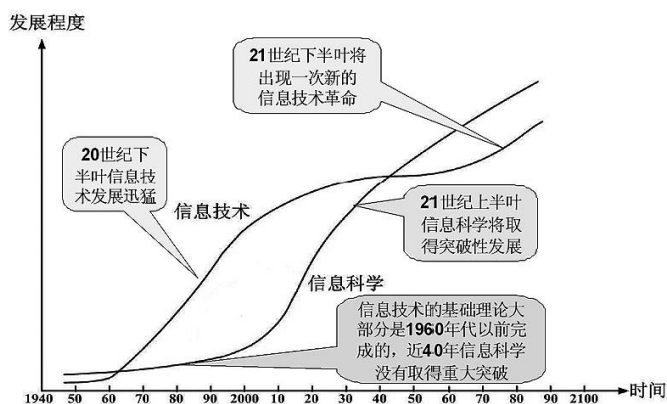 发展程度
21世纪下半叶将
出现一次新的
信息技术革命
20世纪下
半叶信息技
术发展迅猛
信息技术
21世纪上半叶
信息科学将取
得突破性发展
信息科学
信息技术的基础理论大
部分是1960年代以前完
成的，近40年信息科学
没有取得重大突破
时间
1940 50 60 70 80 90 2000 10 20 30 40 50 60 70 80 90 2100